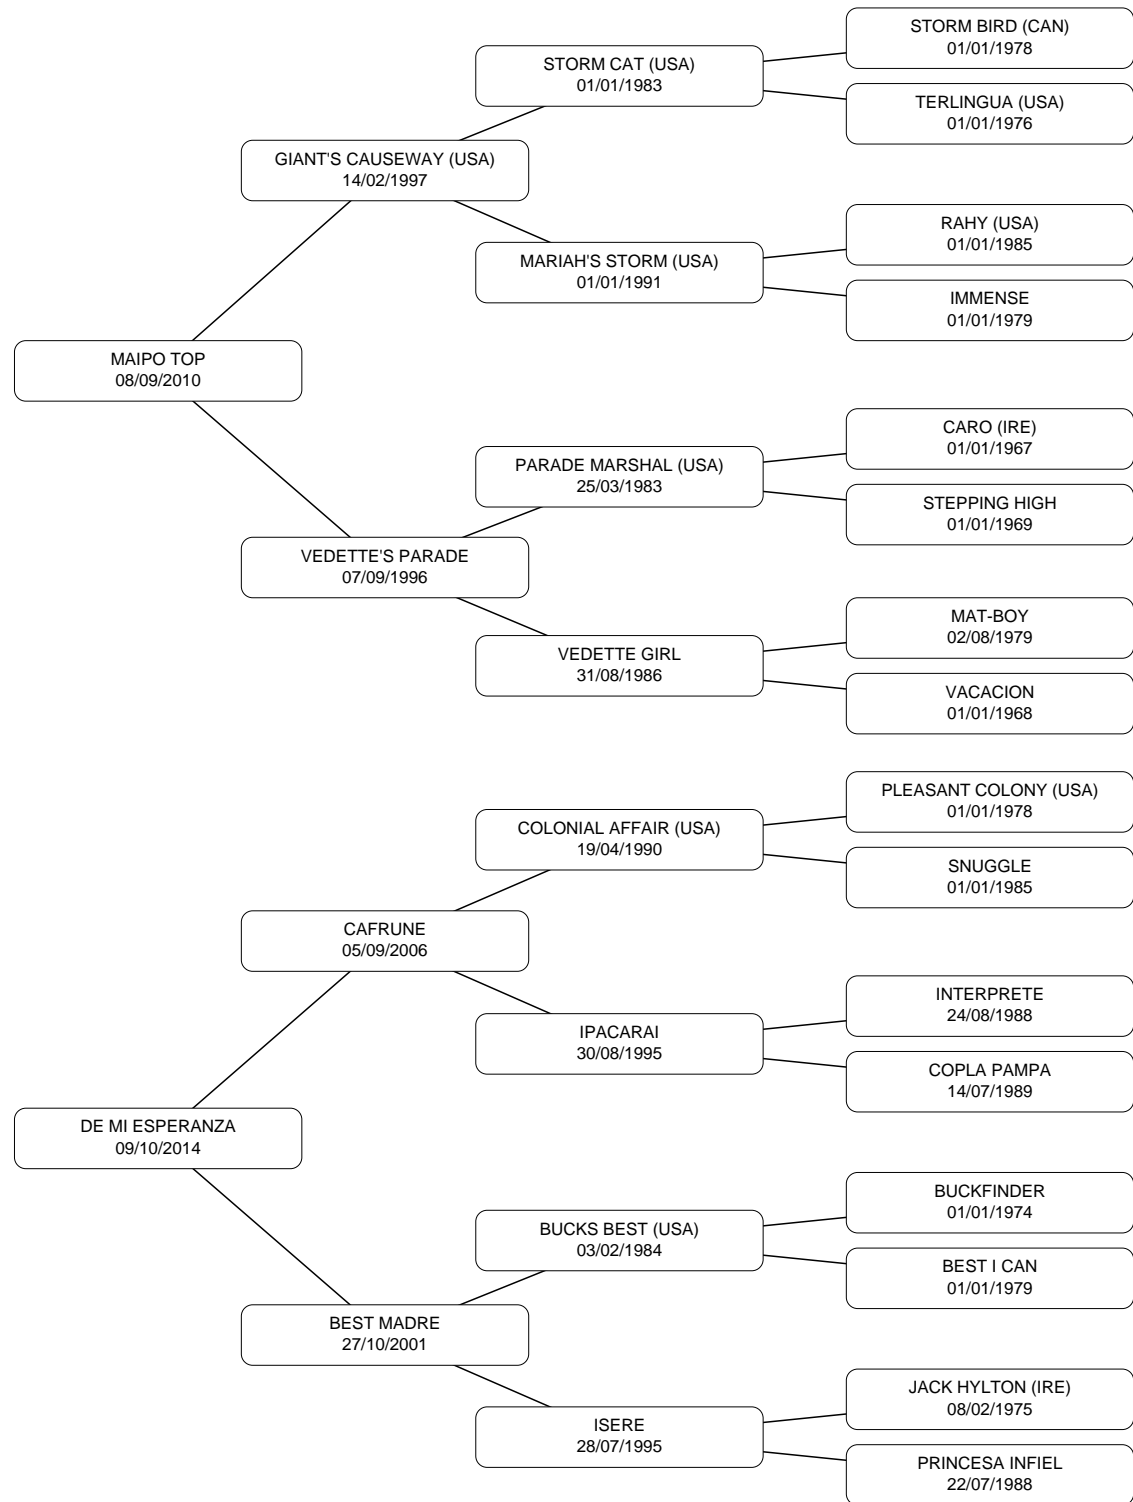 STORM BIRD (CAN)
01/01/1978
STORM CAT (USA)
01/01/1983
TERLINGUA (USA)
01/01/1976
GIANT'S CAUSEWAY (USA)
14/02/1997
RAHY (USA)
01/01/1985
MARIAH'S STORM (USA)
01/01/1991
IMMENSE
01/01/1979
MAIPO TOP
08/09/2010
CARO (IRE)
01/01/1967
PARADE MARSHAL (USA)
25/03/1983
STEPPING HIGH
01/01/1969
VEDETTE'S PARADE
07/09/1996
MAT-BOY
02/08/1979
VEDETTE GIRL
31/08/1986
VACACION
01/01/1968
PLEASANT COLONY (USA)
01/01/1978
COLONIAL AFFAIR (USA)
19/04/1990
SNUGGLE
01/01/1985
CAFRUNE
05/09/2006
INTERPRETE
24/08/1988
IPACARAI
30/08/1995
COPLA PAMPA
14/07/1989
DE MI ESPERANZA
09/10/2014
BUCKFINDER
01/01/1974
BUCKS BEST (USA)
03/02/1984
BEST I CAN
01/01/1979
BEST MADRE
27/10/2001
JACK HYLTON (IRE)
08/02/1975
ISERE
28/07/1995
PRINCESA INFIEL
22/07/1988